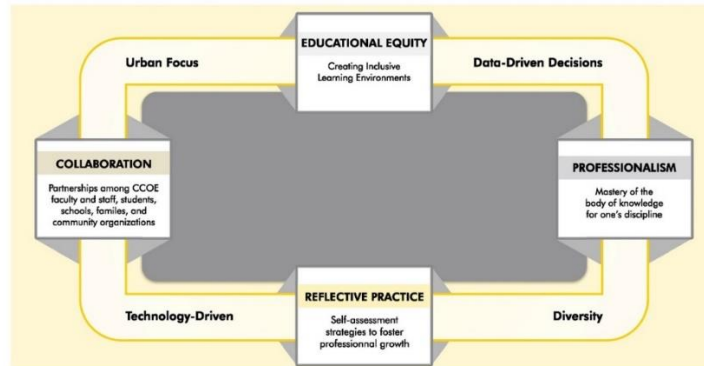 EDUCATIONAL EQUITY
Creating Inclusive
Learning Environments
Urban Focus
Data-Driven Decisions
COLLABORATION
Partnerships among CCOE
faculty and staff, students,
schools, familes, and
community organizations
PROFESSIONALISM
Mastery of the
body of knowledge
for one's discipline
REFLECTIVE PRACTICE
Self-assessment
strategies to foster
professionnal growth
Technology-Driven
Diversity